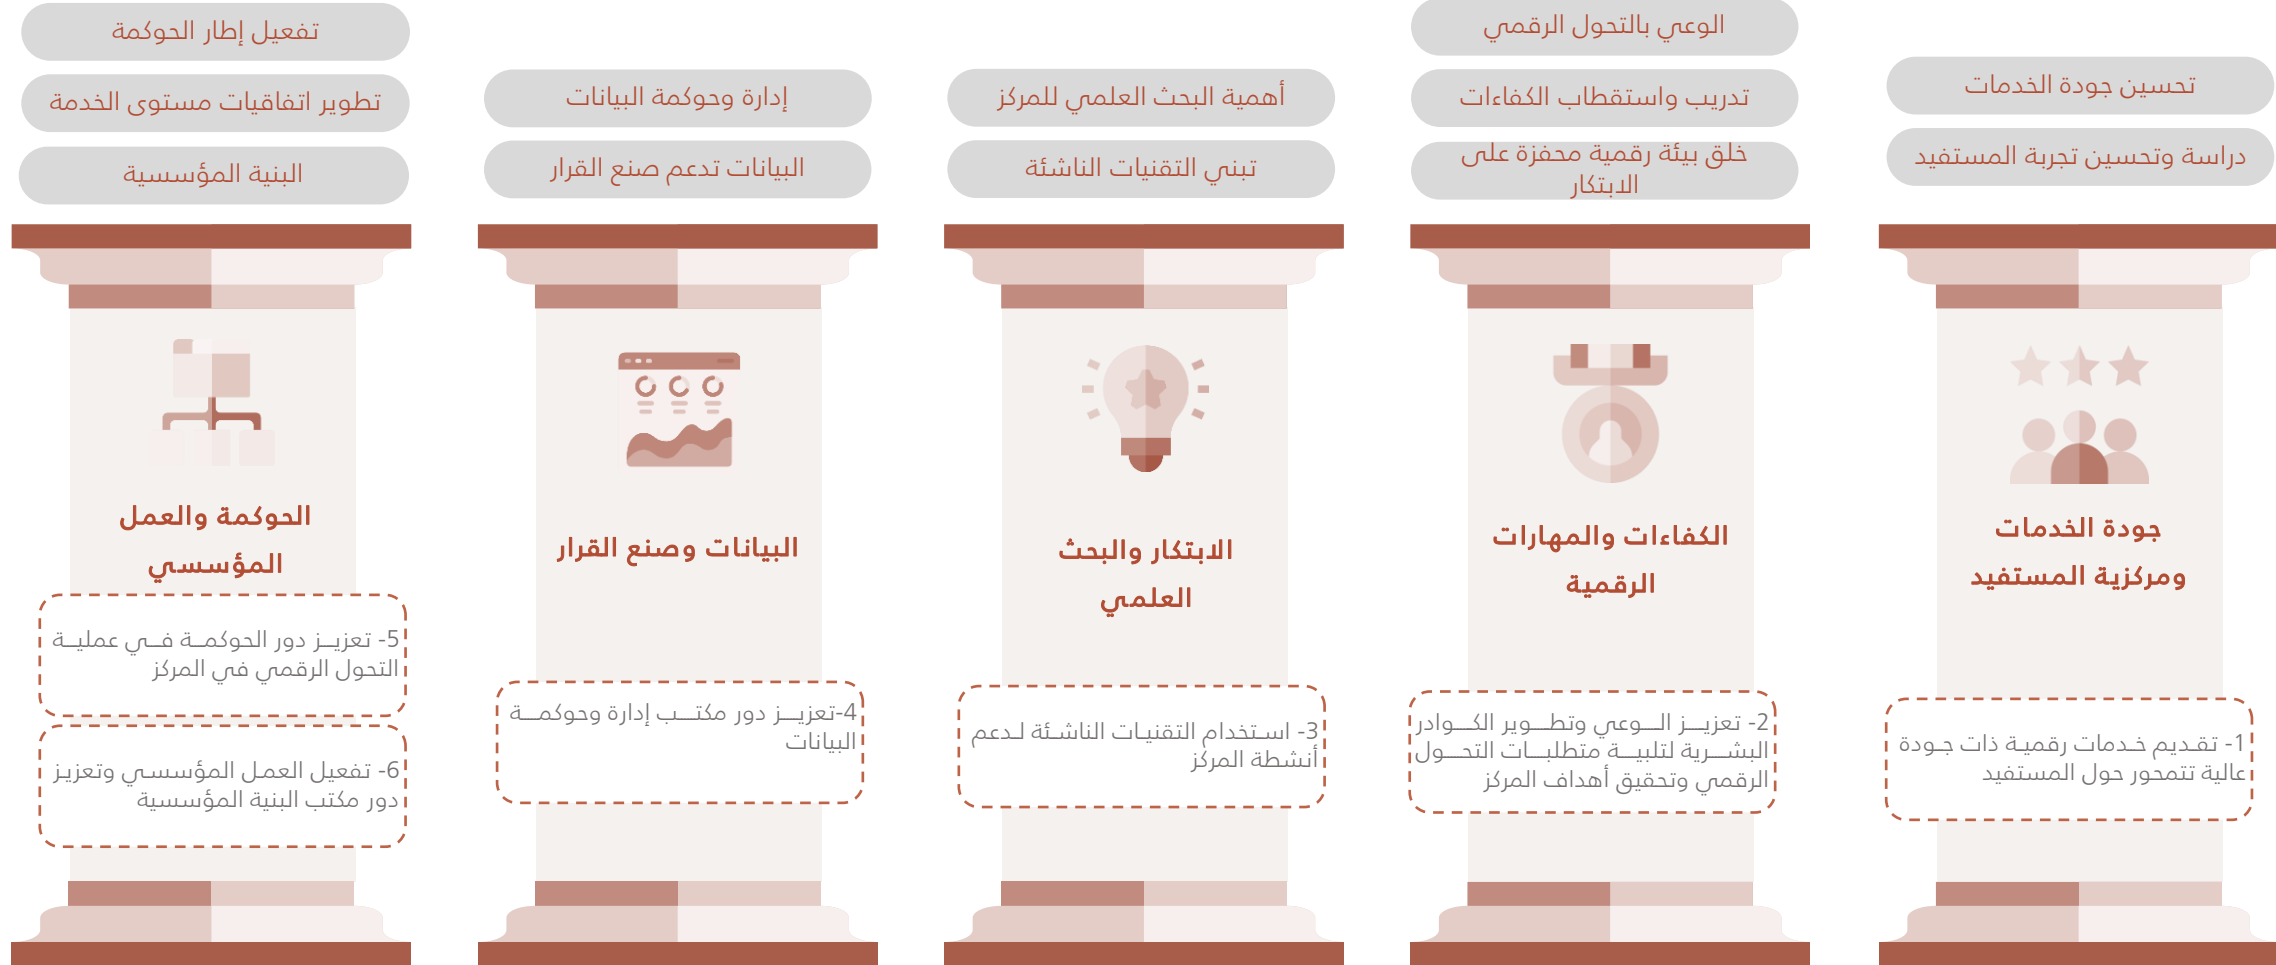 تحسين جودة الخدمات
دراسة وتحسين تجربة المستفيد
جودة الخدمات
ومركزية المستفيد
1- تقديم خدمات رقمية ذات جودة
عالية تتمحور حول المستفيد
الوعي بالتحول الرقمي
تدريب واستقطاب الكفاءات
خلق بيئة رقمية محفزة على
الابتكار
الكفاءات والمهارات
الرقمية
2- تعزيز الوعي وتطوير الكوادر
البشرية لتلبية متطلبات التحول
الرقمي وتحقيق أهداف المركز
أهمية البحث العلمي للمركز
تبني التقنيات الناشئة
الابتكار والبحث
العلمي
3- استخدام التقنيات الناشئة لدعم
أنشطة المركز
إدارة وحوكمة البيانات
البيانات تدعم صنع القرار
البيانات وصنع القرار
4-تعزيز دور مكتب إدارة وحوكمة
البيانات
تفعيل إطار الحوكمة
تطوير اتفاقيات مستوى الخدمة
البنية المؤسسية
الحوكمة والعمل
المؤسسي
5- تعزيز دور الحوكمة في عملية
التحول الرقمي في المركز
6- تفعيل العمل المؤسسي وتعزيز
دور مكتب البنية المؤسسية